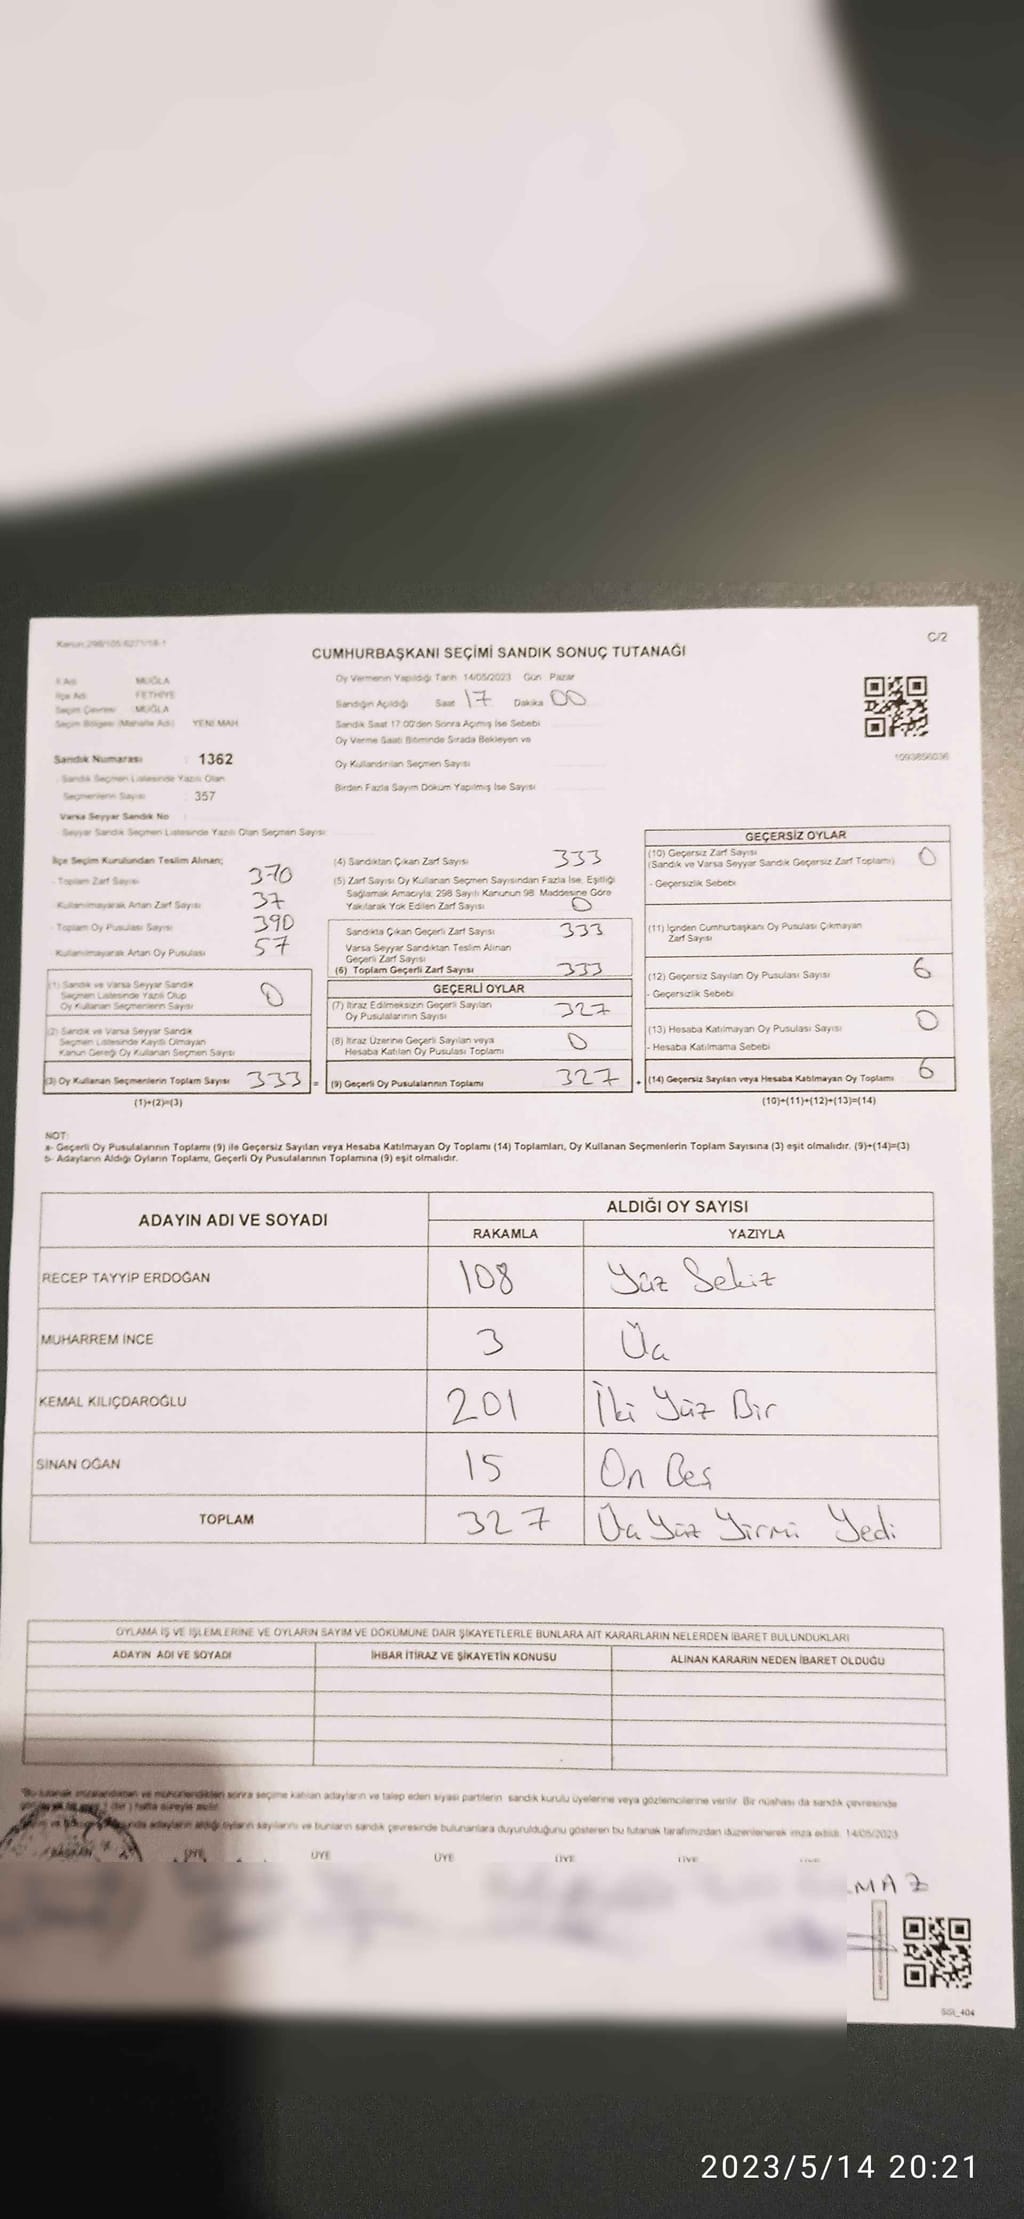 C/2
CUMHURBAŞKANI SEÇİMİ SANDIK SONUÇ TUTANAĞI
İl Adı MUĞLA
İlçe Adı FETHİYE
Seçim Çevresi MUĞLA
Seçim Bölgesi (Mahalle Adı) YENİ MAH
Sandık Numarası : 1362
Sandık Seçmen Listesinde Yazılı Olan
Seçmenlerin Sayısı : 357
Varsa Seyyar Sandık No
Seyyar Sandık Seçmen Listesinde Yazılı Olan Seçmen Sayısı
Oy Vermenin Yapıldığı Tarih 14/05/2023 Gün Pazar
Sandığın Açıldığı Saat 17 Dakika 00
Sandık Saat 17:00'den Sonra Açmış İse Sebebi
Oy Verme Saati Bitiminde Sırada Bekleyen ve
Oy Kullandırılan Seçmen Sayısı
Birden Fazla Sayım Döküm Yapılmış İse Sayısı
1093856036
İlçe Seçim Kurulundan Teslim Alınan;
- Toplam Zarf Sayısı 370
- Kullanılmayarak Artan Zarf Sayısı 37
- Toplam Oy Pusulası Sayısı 390
- Kullanılmayarak Artan Oy Pusulası 57
(1) Sandık ve Varsa Seyyar Sandık
Seçmen Listesinde Yazılı Olup
Oy Kullanan Seçmenlerin Sayısı 0
(2) Sandık ve Varsa Seyyar Sandık
Seçmen Listesinde Kayıtlı Olmayan
Kanun Gereği Oy Kullanan Seçmen Sayısı
(3) Oy Kullanan Seçmenlerin Toplam Sayısı 333 =
(1)+(2)=(3)
(4) Sandıktan Çıkan Zarf Sayısı 333
(5) Zarf Sayısı Oy Kullanan Seçmen Sayısından Fazla İse, Eşitliği
Sağlamak Amacıyla; 298 Sayılı Kanunun 98. Maddesine Göre
Yakılarak Yok Edilen Zarf Sayısı 0
Sandıkta Çıkan Geçerli Zarf Sayısı 333
Varsa Seyyar Sandıktan Teslim Alınan
Geçerli Zarf Sayısı
(6) Toplam Geçerli Zarf Sayısı 333
GEÇERLİ OYLAR
(7) İtiraz Edilmeksizin Geçerli Sayılan
Oy Pusulalarının Sayısı 327
(8) İtiraz Üzerine Geçerli Sayılan veya
Hesaba Katılan Oy Pusulası Toplamı 0
(9) Geçerli Oy Pusulalarının Toplamı 327 +
GEÇERSİZ OYLAR
(10) Geçersiz Zarf Sayısı 0
(Sandık ve Varsa Seyyar Sandık Geçersiz Zarf Toplamı)
- Geçersizlik Sebebi
(11) İçinden Cumhurbaşkanı Oy Pusulası Çıkmayan
Zarf Sayısı
(12) Geçersiz Sayılan Oy Pusulası Sayısı 6
- Geçersizlik Sebebi
(13) Hesaba Katılmayan Oy Pusulası Sayısı 0
- Hesaba Katılmama Sebebi
(14) Geçersiz Sayılan veya Hesaba Katılmayan Oy Toplamı 6
(10)+(11)+(12)+(13)=(14)
NOT:
a- Geçerli Oy Pusulalarının Toplamı (9) ile Geçersiz Sayılan veya Hesaba Katılmayan Oy Toplamı (14) Toplamları, Oy Kullanan Seçmenlerin Toplam Sayısına (3) eşit olmalıdır. (9)+(14)=(3)
b- Adayların Aldığı Oyların Toplamı, Geçerli Oy Pusulalarının Toplamına (9) eşit olmalıdır.
ADAYIN ADI VE SOYADI ALDIĞI OY SAYISI
RAKAMLA YAZIYLA
RECEP TAYYİP ERDOĞAN 108 Yüz Sekiz
MUHARREM İNCE 3 Üç
KEMAL KILIÇDAROĞLU 201 İki Yüz Bir
SİNAN OĞAN 15 On Beş
TOPLAM 327 Üç Yüz Yirmi Yedi
OYLAMA İŞ VE İŞLEMLERİNE VE OYLARIN SAYIM VE DÖKÜMÜNE DAİR ŞİKAYETLERLE BUNLARA AİT KARARLARIN NELERDEN İBARET BULUNDUKLARI
ADAYIN ADI VE SOYADI İHBAR İTİRAZ VE ŞİKAYETİN KONUSU ALINAN KARARIN NEDEN İBARET OLDUĞU
Bu tutanak imzalandıktan ve mühürlendikten sonra seçime katılan adayların ve talep eden siyasi partilerin sandık kurulu üyelerine veya gözlemcilerine verilir. Bir nüshası da sandık çevresinde
hafta süreyle asılır.
adayların aldığı oyların sayılarını ve bunların sandık çevresinde bulunanlara duyurulduğunu gösteren bu tutanak tarafımızdan düzenlenerek imza edildi. 14/05/2023
BAŞKAN ÜYE ÜYE ÜYE ÜYE ÜYE
MAZ
SSI_404
2023/5/14 20:21